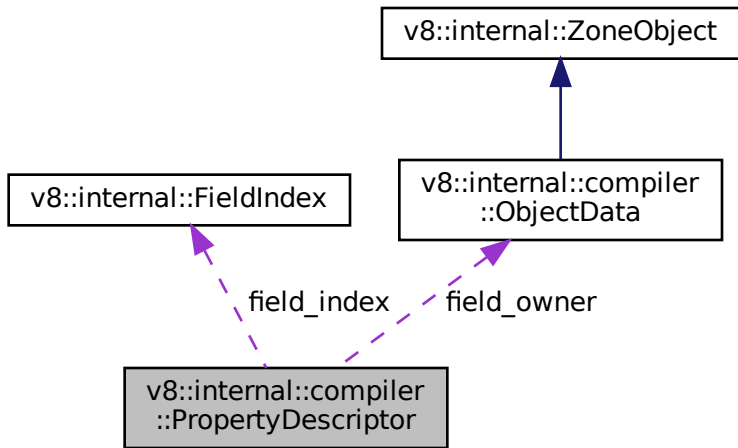 v8::internal::ZoneObject
v8::internal::FieldIndex
v8::internal::compiler
::ObjectData
field_index
field_owner
v8::internal::compiler
::PropertyDescriptor